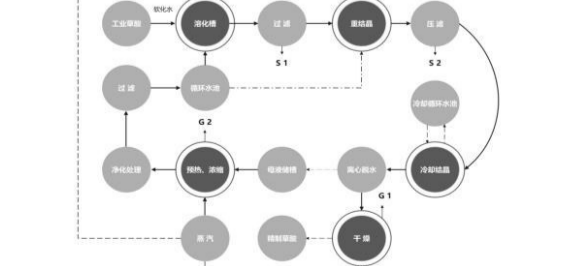 软化水
工业草酸
溶化槽
过滤
重结晶
压滤
S 1
S 2
过滤
循环水池
冷却循环水池
G 2
净化处理
预热、浓缩
母液储槽
离心脱水
冷却结晶
G 1
蒸汽
精制草酸
干燥